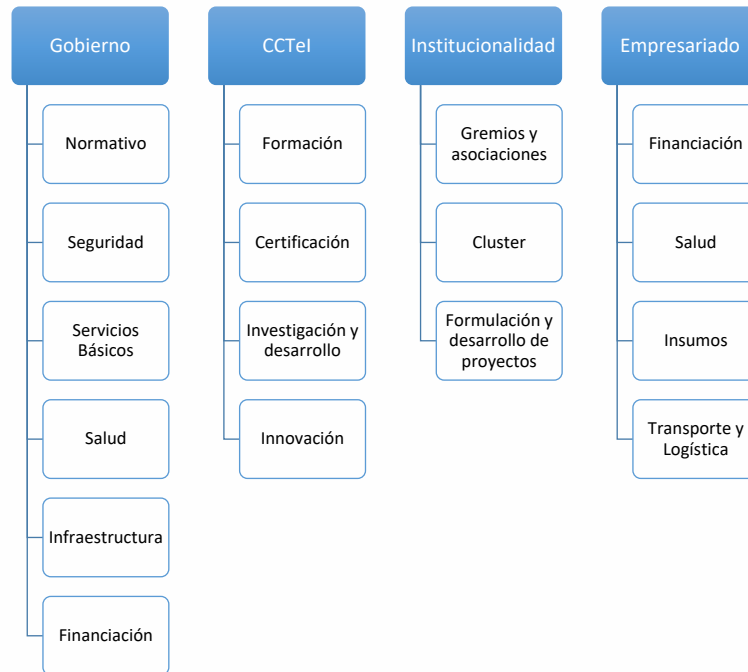 Gobierno
Normativo
Seguridad
Servicios
Básicos
Salud
Infraestructura
Financiación
CCTeI
Formación
Certificación
Investigación y
desarrollo
Innovación
Institucionalidad
Gremios y
asociaciones
Cluster
Formulación y
desarrollo de
proyectos
Empresariado
Financiación
Salud
Insumos
Transporte y
Logística